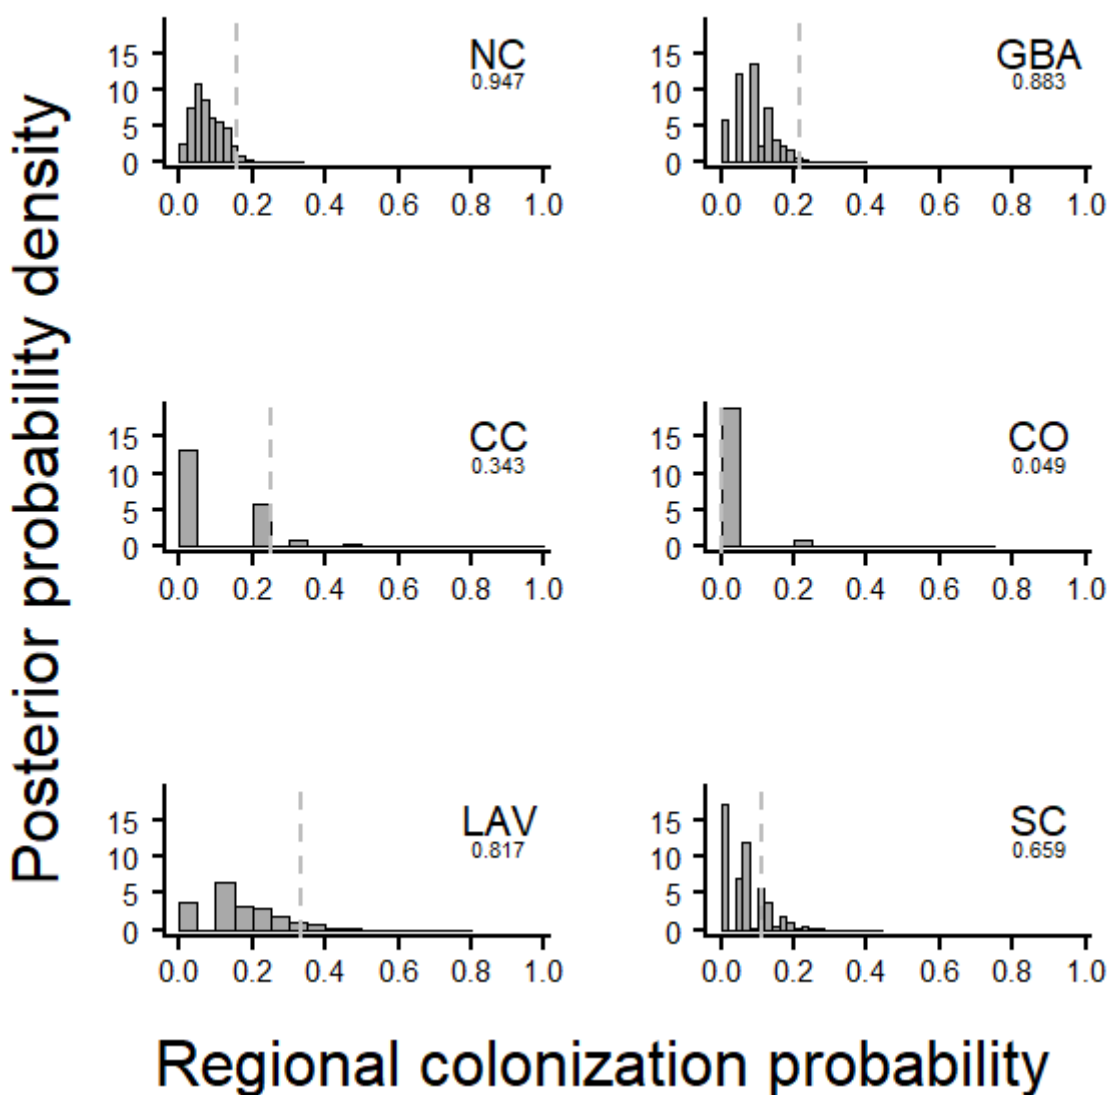 Posterior probability density
NC
0.947
15
10
5
0
0.0 0.2 0.4 0.6 0.8 1.0
GBA
0.883
15
10
5
0
0.0 0.2 0.4 0.6 0.8 1.0
CC
0.343
15
10
5
0
0.0 0.2 0.4 0.6 0.8 1.0
CO
0.049
15
10
5
0
0.0 0.2 0.4 0.6 0.8 1.0
LAV
0.817
15
10
5
0
0.0 0.2 0.4 0.6 0.8 1.0
SC
0.659
15
10
5
0
0.0 0.2 0.4 0.6 0.8 1.0
Regional colonization probability